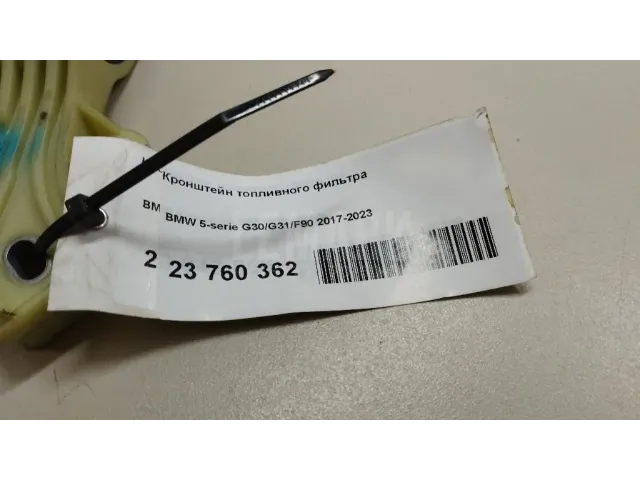 Кронштейн топливного фильтра
BM BMW 5-serie G30/G31/F90 2017-2023
2 23 760 362